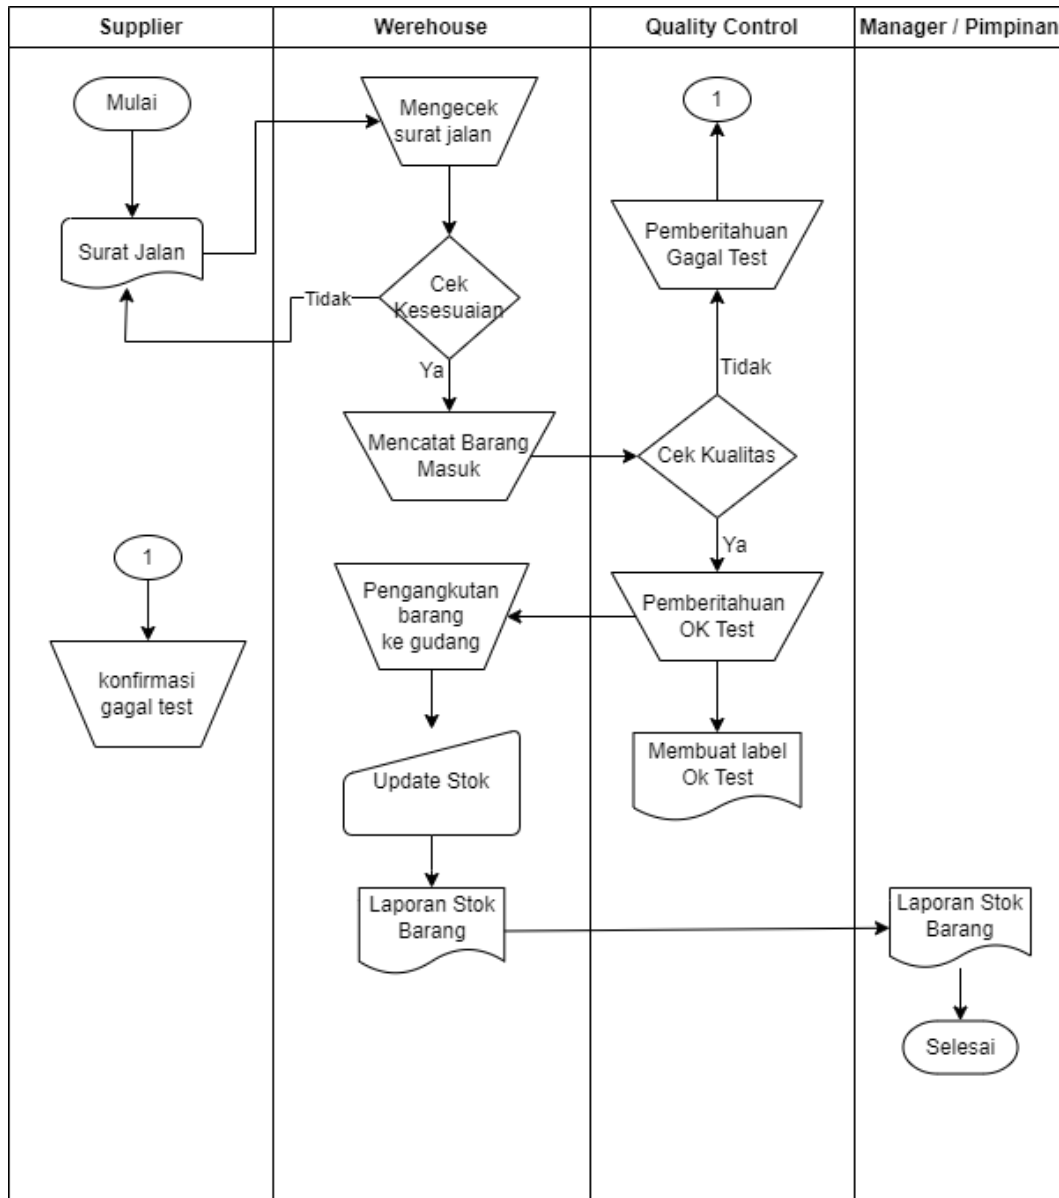 Supplier
Werehouse
Quality Control
Manager / Pimpinan
Mulai
Mengecek
surat jalan
1
Surat Jalan
Pemberitahuan
Gagal Test
Cek
Kesesuaian
Tidak
Ya
Tidak
Mencatat Barang
Masuk
Cek Kualitas
Ya
1
Pengangkutan
barang
ke gudang
Pemberitahuan
OK Test
konfirmasi
gagal test
Update Stok
Membuat label
Ok Test
Laporan Stok
Barang
Laporan Stok
Barang
Selesai